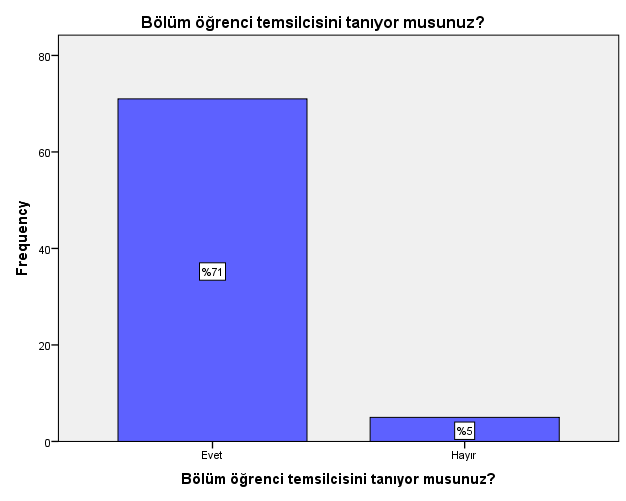 Bölüm öğrenci temsilcisini tanıyor musunuz?
80
60
40
20
0
Frequency
%71
%5
Evet
Hayır
Bölüm öğrenci temsilcisini tanıyor musunuz?